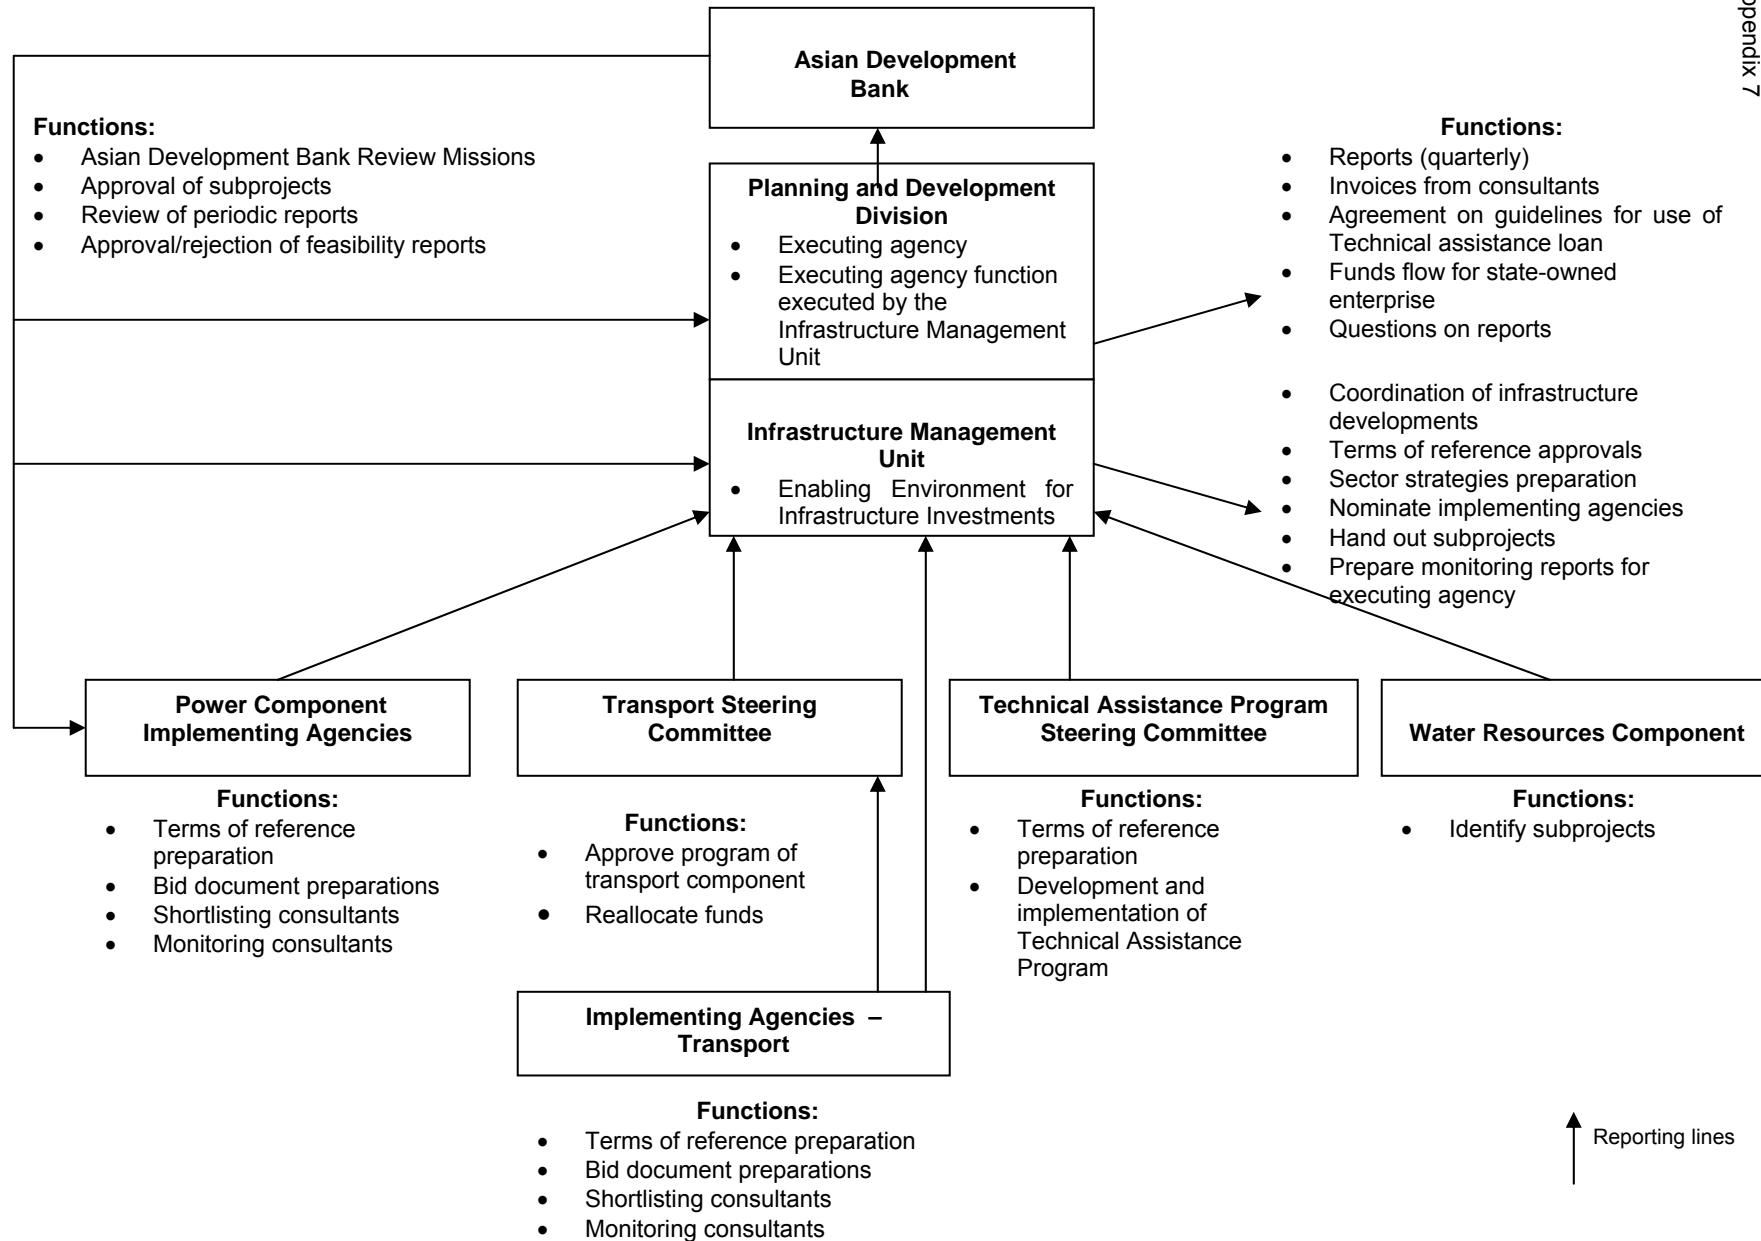 ppendix 7
Asian Development
Bank
Functions:
• Asian Development Bank Review Missions
• Approval of subprojects
• Review of periodic reports
• Approval/rejection of feasibility reports
Planning and Development
Division
• Executing agency
• Executing agency function
executed by the
Infrastructure Management
Unit
Functions:
• Reports (quarterly)
• Invoices from consultants
• Agreement on guidelines for use of
Technical assistance loan
• Funds flow for state-owned
enterprise
• Questions on reports
Infrastructure Management
Unit
• Enabling Environment for
Infrastructure Investments
• Coordination of infrastructure
developments
• Terms of reference approvals
• Sector strategies preparation
• Nominate implementing agencies
• Hand out subprojects
• Prepare monitoring reports for
executing agency
Power Component
Implementing Agencies
Functions:
• Terms of reference
preparation
• Bid document preparations
• Shortlisting consultants
• Monitoring consultants
Transport Steering
Committee
Functions:
• Approve program of
transport component
• Reallocate funds
Technical Assistance Program
Steering Committee
Functions:
• Terms of reference
preparation
• Development and
implementation of
Technical Assistance
Program
Water Resources Component
Functions:
• Identify subprojects
Implementing Agencies –
Transport
Functions:
• Terms of reference preparation
• Bid document preparations
• Shortlisting consultants
• Monitoring consultants
Reporting lines